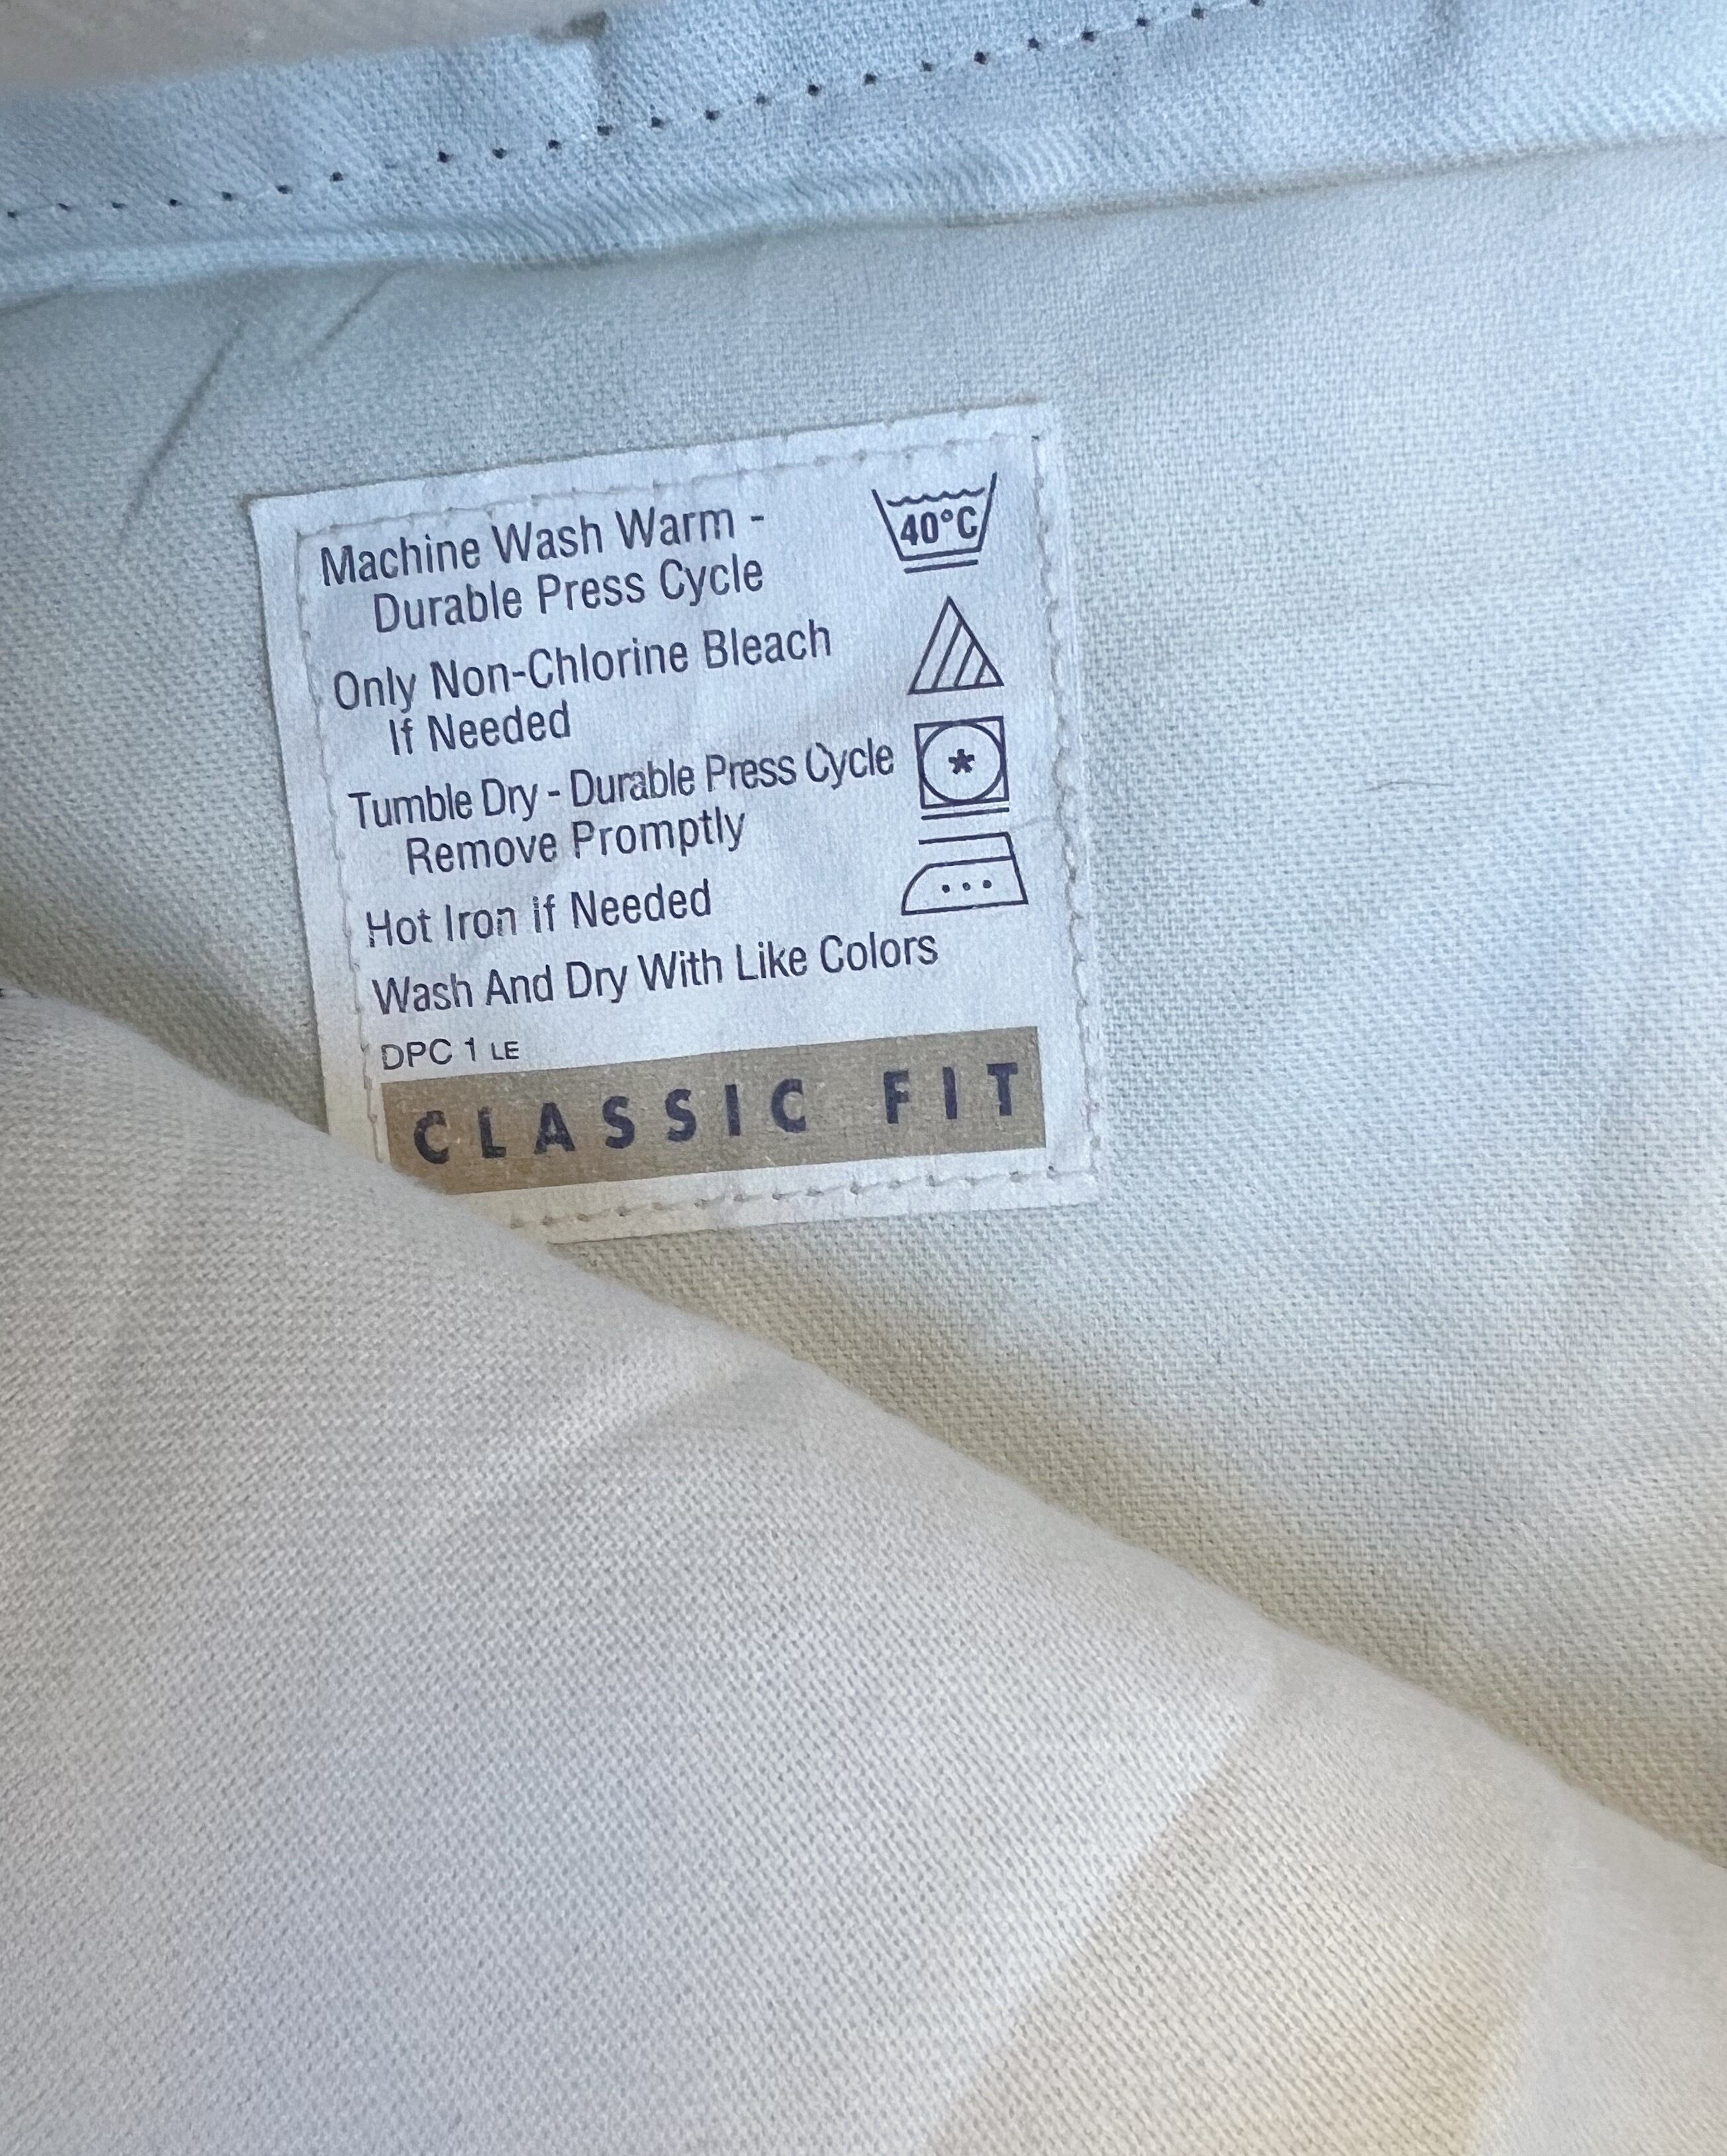 Machine Wash Warm -
Durable Press Cycle
40°C
Only Non-Chlorine Bleach
If Needed
Tumble Dry - Durable Press Cycle
Remove Promptly
Hot Iron if Needed
Wash And Dry With Like Colors
DPC 1 LE
CLASSIC FIT